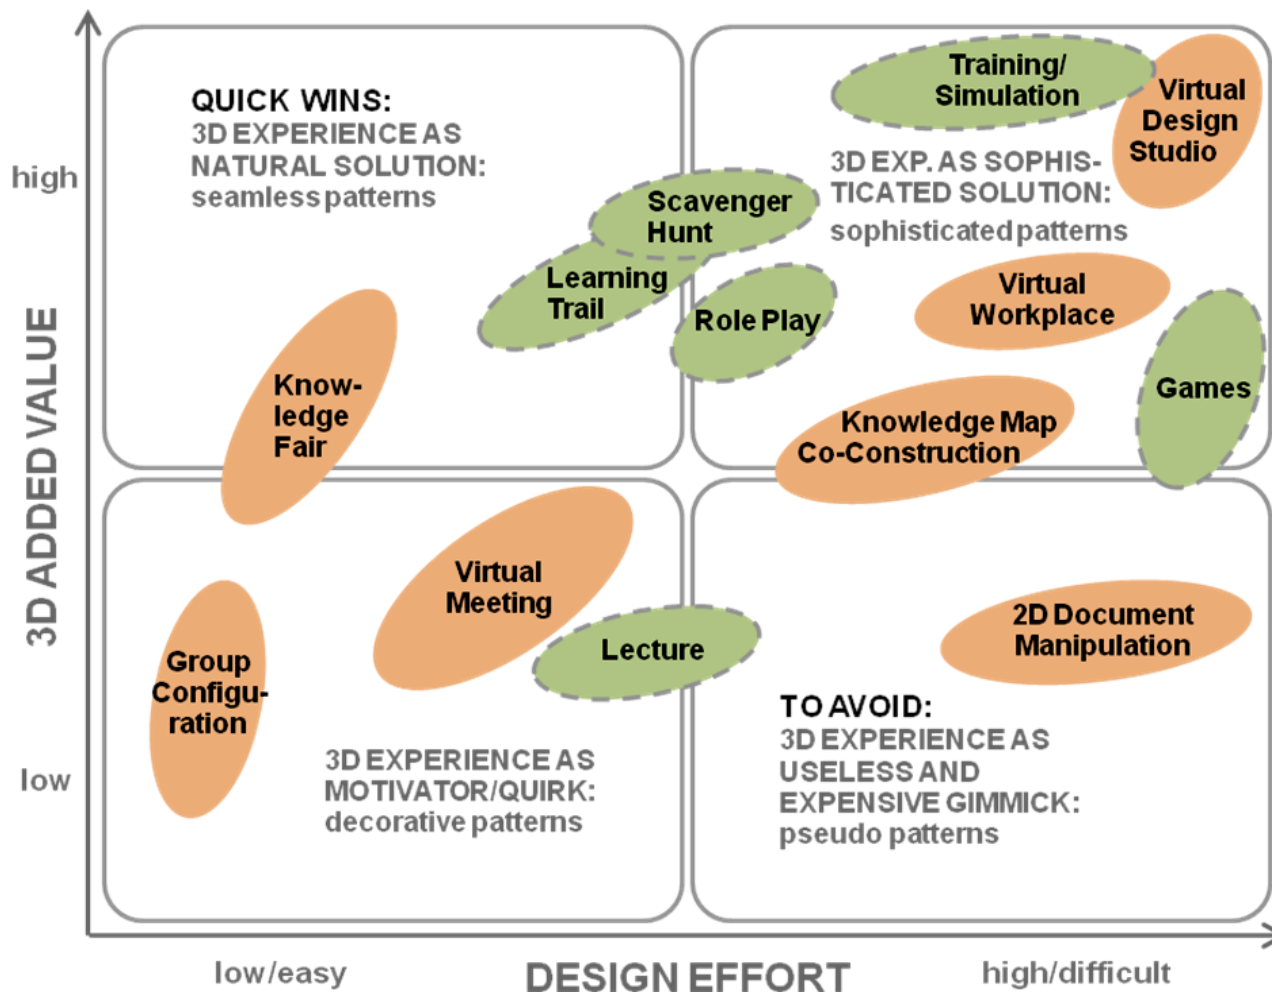 QUICK WINS:
3D EXPERIENCE AS
NATURAL SOLUTION:
seamless patterns
Training/
Simulation
Virtual
Design
Studio
3D EXP. AS SOPHIS-
TICATED SOLUTION:
sophisticated patterns
high
Scavenger
Hunt
Learning
Trail
Role Play
Virtual
Workplace
Games
Know-
ledge
Fair
Knowledge Map
Co-Construction
3D ADDED VALUE
Virtual
Meeting
Lecture
2D Document
Manipulation
Group
Configu-
ration
TO AVOID:
3D EXPERIENCE AS
USELESS AND
EXPENSIVE GIMMICK:
pseudo patterns
3D EXPERIENCE AS
MOTIVATOR/QUIRK:
decorative patterns
low
low/easy
DESIGN EFFORT
high/difficult